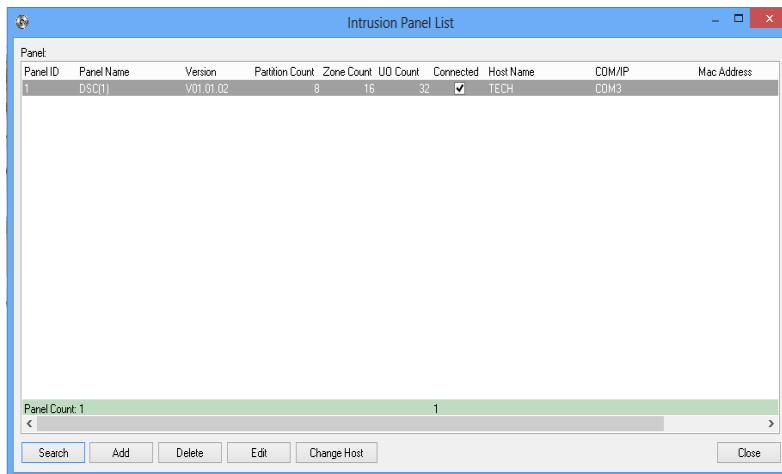 Intrusion Panel List
Panel:
Panel ID Panel Name Version Partition Count Zone Count UO Count Connected Host Name COM/IP Mac Address
1 DSC(1) V01.01.02 8 16 32 TECH COM3
Panel Count: 1 1
Search Add Delete Edit Change Host Close